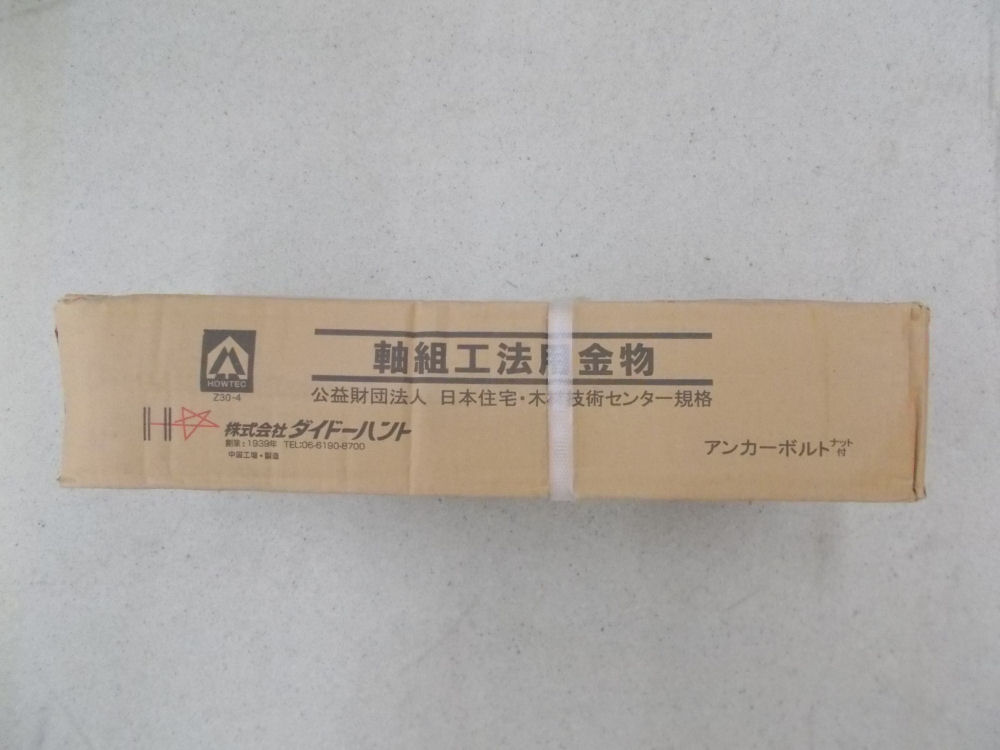 軸組工法用金物
公益財団法人 日本住宅・木材技術センター規格
HOWTEC
Z30-4
株式会社ダイドーハント
創業：1939年 TEL:06-6190-8700
中国工場・製造
アンカーボルトナット付